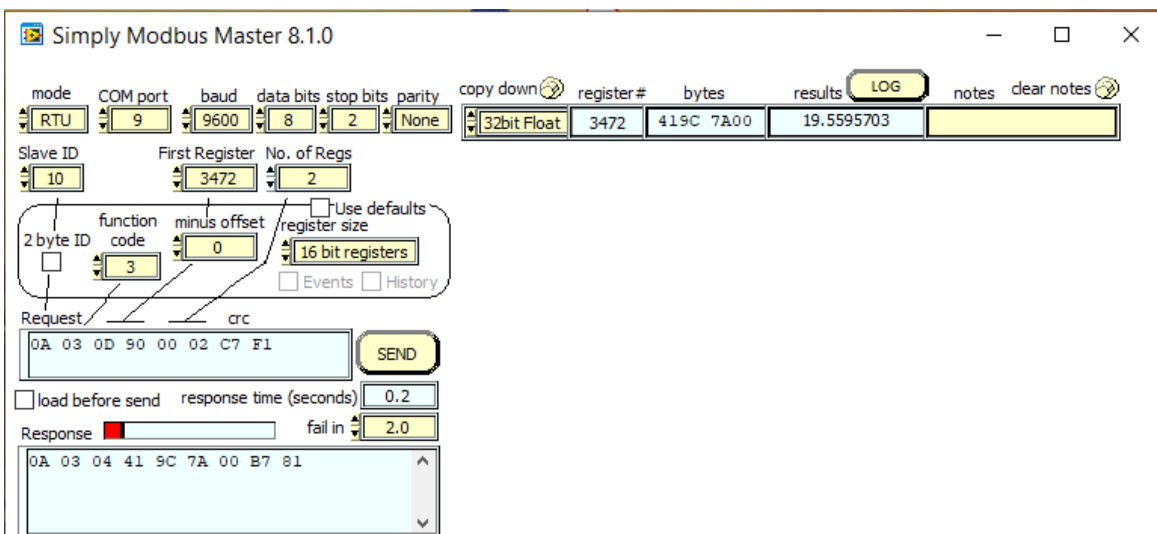 Simply Modbus Master 8.1.0
mode COM port baud data bits stop bits parity copy down register# bytes results LOG notes clear notes
RTU 9 9600 8 2 None 32bit Float 3472 419C 7A00 19.5595703
Slave ID First Register No. of Regs
10 3472 2
Use defaults
2 byte ID function code minus offset register size
3 0 16 bit registers
Events History
Request crc
0A 03 0D 90 00 02 C7 F1 SEND
load before send response time (seconds) 0.2
Response fail in 2.0
0A 03 04 41 9C 7A 00 B7 81